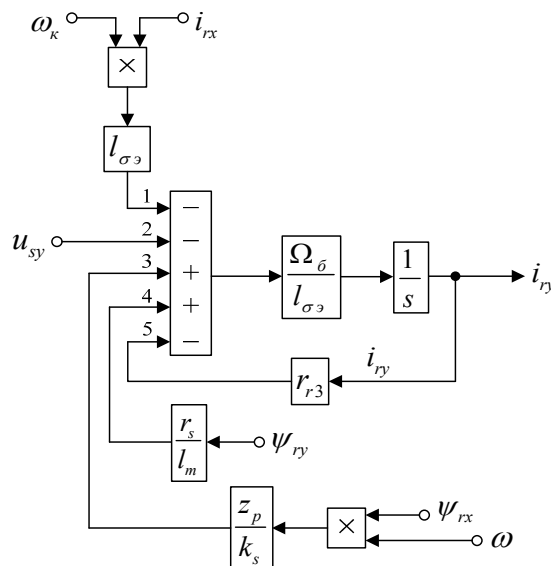 ω_к i_rx
×
l_σэ
1 −
u_sy 2 −
3 +
4 +
5 −
Ω_б / l_σэ
1 / s
i_ry
i_ry
r_r3
r_s / l_m
ψ_ry
z_p / k_s
×
ψ_rx
ω